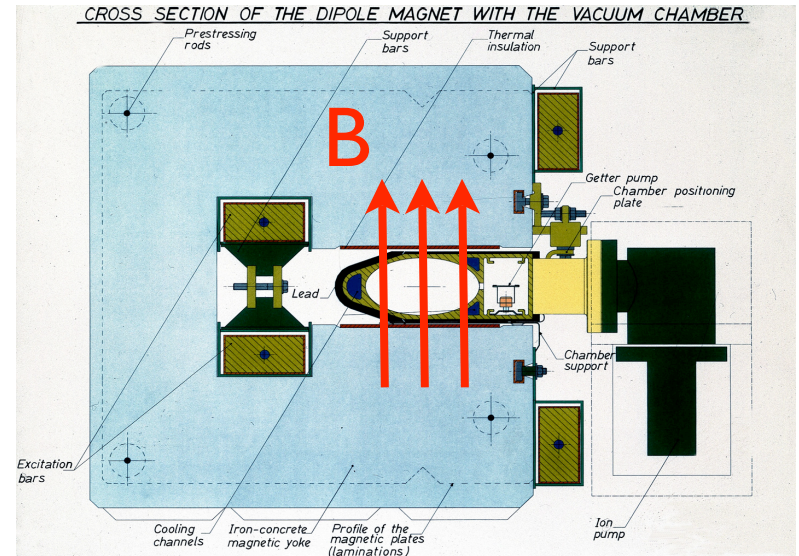 CROSS SECTION OF THE DIPOLE MAGNET WITH THE VACUUM CHAMBER
Prestressing
rods
Support
bars
Thermal
insulation
Support
bars
B
Getter pump
Chamber positioning
plate
Lead
Chamber
support
Excitation
bars
Cooling
channels
Iron-concrete
magnetic yoke
Profile of the
magnetic plates
(laminations)
Ion
pump